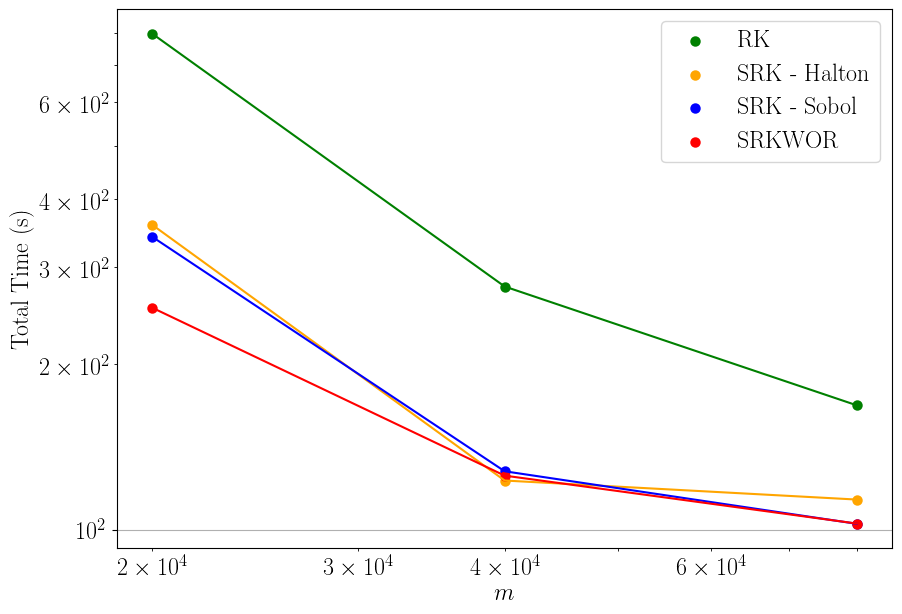 RK
SRK - Halton
SRK - Sobol
SRKWOR
Total Time (s)
6 × 10²
4 × 10²
3 × 10²
2 × 10²
10²
2 × 10⁴
3 × 10⁴
4 × 10⁴
6 × 10⁴
m